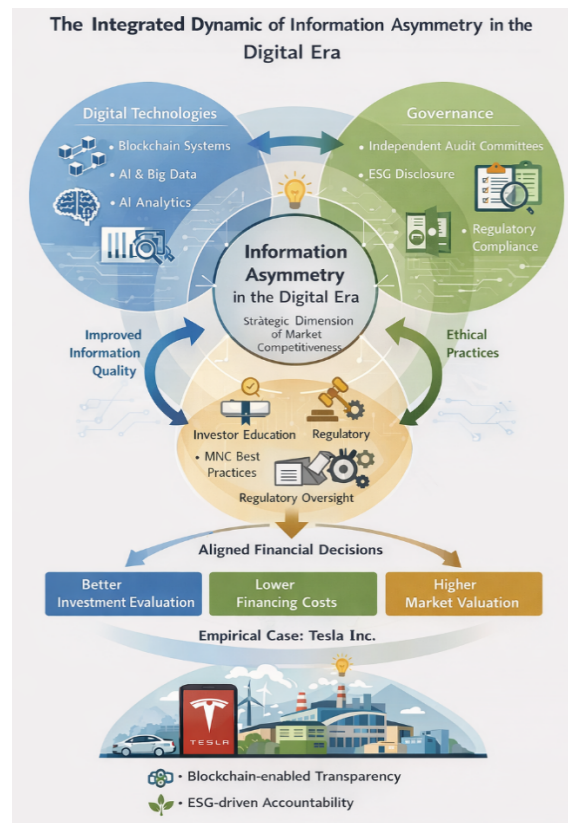 The Integrated Dynamic of Information Asymmetry in the
Digital Era
Digital Technologies
• Blockchain Systems
• AI & Big Data
• AI Analytics
Governance
• Independent Audit Committees
• ESG Disclosure
• Regulatory
Compliance
Information
Asymmetry
in the Digital Era
Strategic Dimension
of Market
Competitiveness
Improved
Information
Quality
Ethical
Practices
Investor Education
Regulatory
• MNC Best
Practices
Regulatory Oversight
Aligned Financial Decisions
Better
Investment Evaluation
Lower
Financing Costs
Higher
Market Valuation
Empirical Case: Tesla Inc.
TESLA
• Blockchain-enabled Transparency
• ESG-driven Accountability